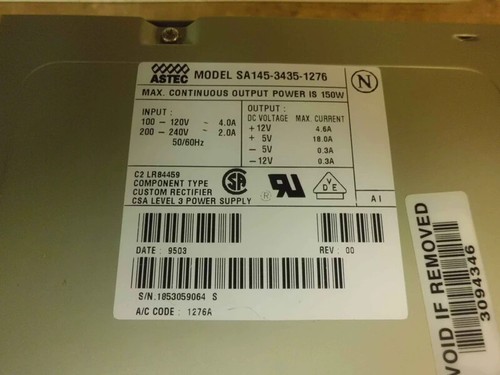 ASTEC MODEL SA145-3435-1276
N
MAX. CONTINUOUS OUTPUT POWER IS 150W
INPUT :
100 - 120V ~ 4.0A
200 - 240V ~ 2.0A
50/60Hz
OUTPUT :
DC VOLTAGE MAX. CURRENT
+ 12V 4.6A
+ 5V 18.0A
- 5V 0.3A
- 12V 0.3A
C2 LR84459
COMPONENT TYPE
CUSTOM RECTIFIER
CSA LEVEL 3 POWER SUPPLY
SA
®
UR
VDE
A I
DATE : 9503 REV : 00
S/N.1853059064 S
A/C CODE : 1276A
VOID IF REMOVED
3094346